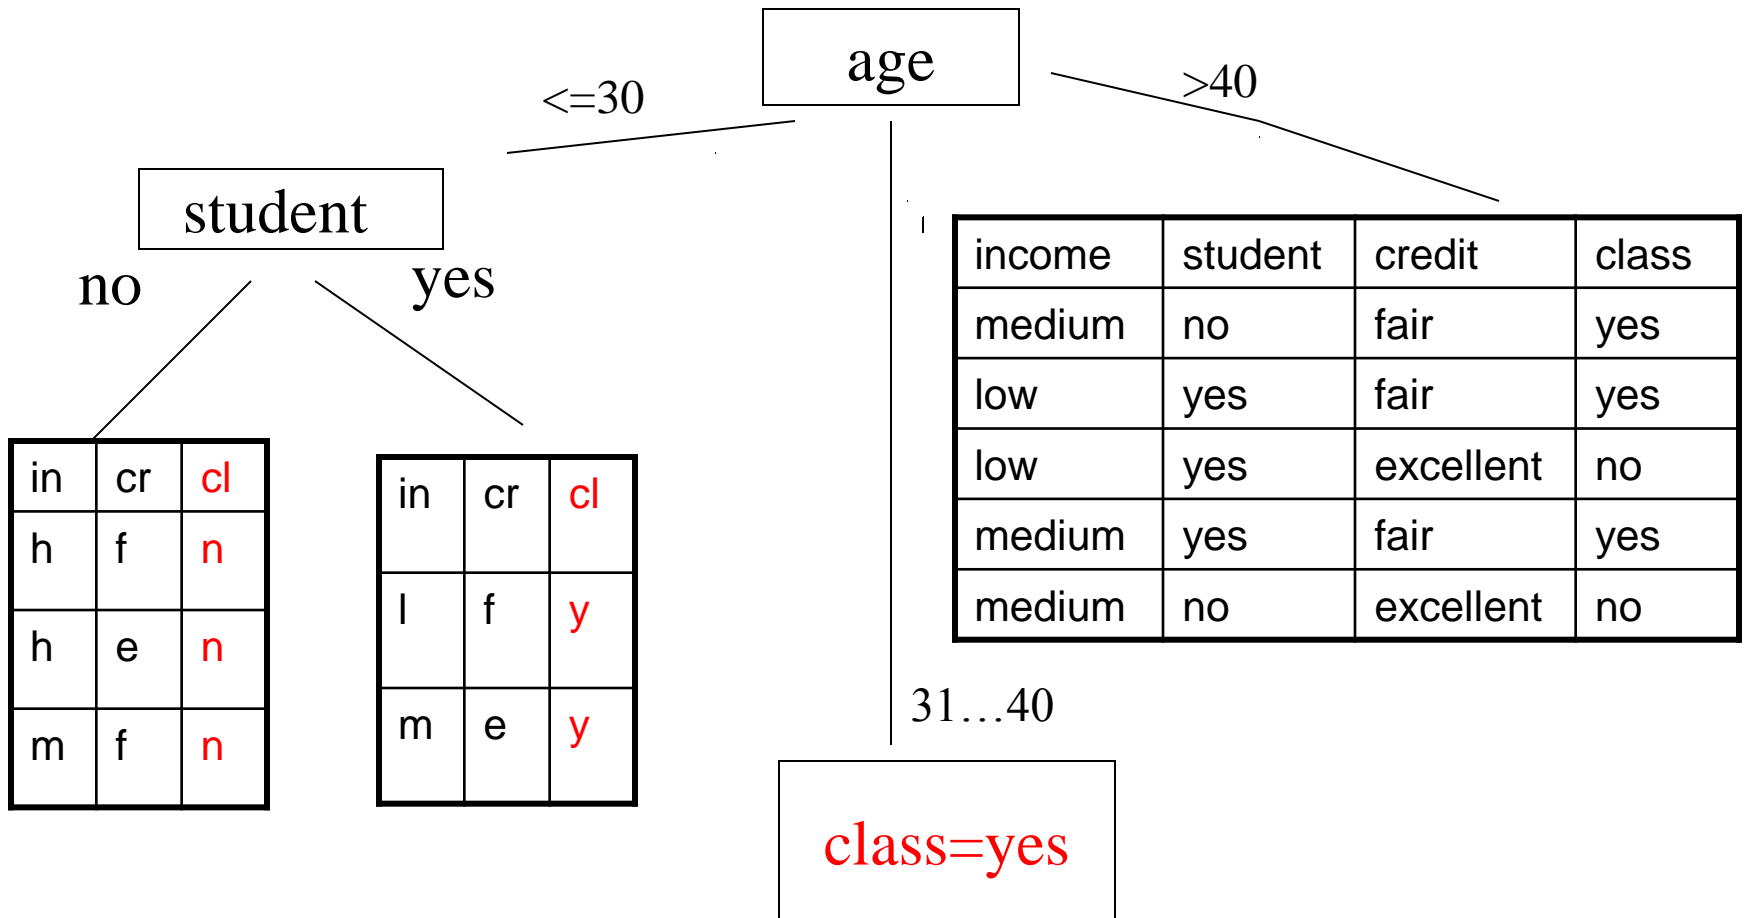 age
<=30
>40
student
no
yes
income student credit class
medium no fair yes
low yes fair yes
low yes excellent no
medium yes fair yes
medium no excellent no
in cr cl
h f n
h e n
m f n
in cr cl
l f y
m e y
31…40
class=yes